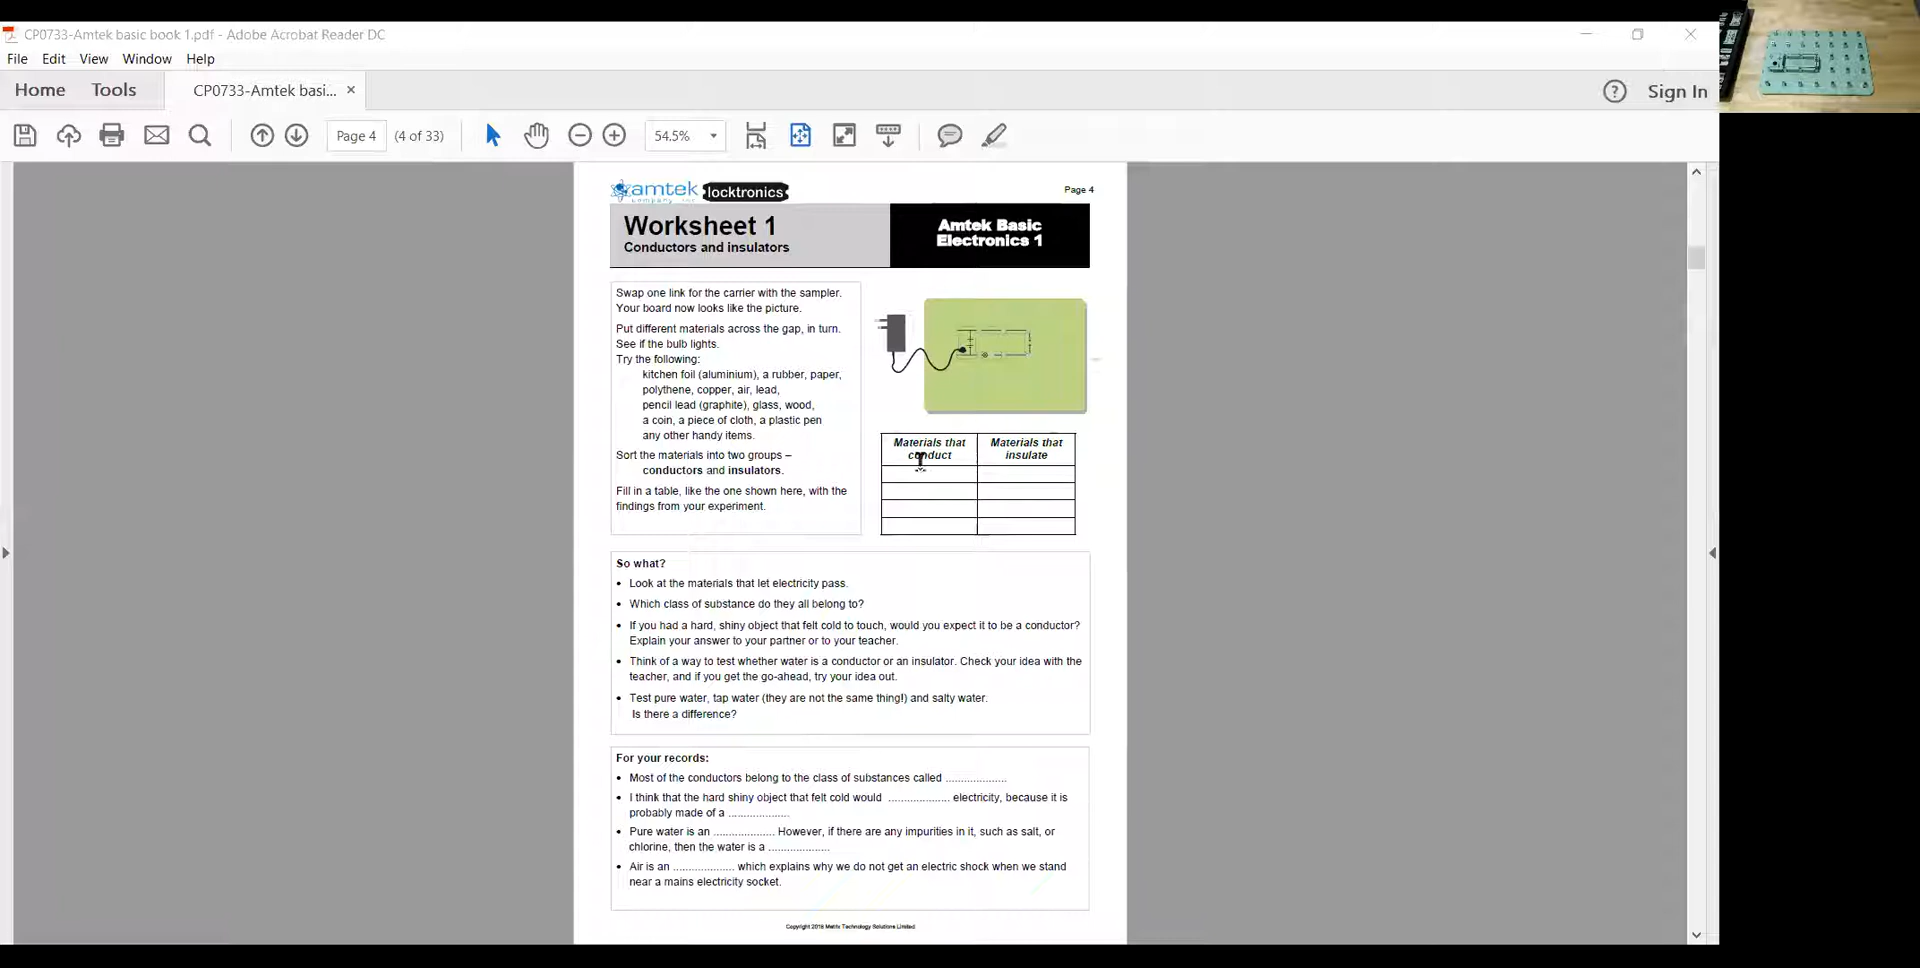 CP0733-Amtek basic book 1.pdf - Adobe Acrobat Reader DC
File Edit View Window Help
Home Tools CP0733-Amtek basi... × ? Sign In
Page 4 (4 of 33) 54.5%
amtek locktronics Page 4
company, inc
Worksheet 1
Conductors and insulators
Amtek Basic
Electronics 1
Swap one link for the carrier with the sampler.
Your board now looks like the picture.
Put different materials across the gap, in turn.
See if the bulb lights.
Try the following:
kitchen foil (aluminium), a rubber, paper,
polythene, copper, air, lead,
pencil lead (graphite), glass, wood,
a coin, a piece of cloth, a plastic pen
any other handy items.
Sort the materials into two groups –
conductors and insulators.
Fill in a table, like the one shown here, with the
findings from your experiment.
Materials that conduct
Materials that insulate
So what?
• Look at the materials that let electricity pass.
• Which class of substance do they all belong to?
• If you had a hard, shiny object that felt cold to touch, would you expect it to be a conductor?
Explain your answer to your partner or to your teacher.
• Think of a way to test whether water is a conductor or an insulator. Check your idea with the
teacher, and if you get the go-ahead, try your idea out.
• Test pure water, tap water (they are not the same thing!) and salty water.
Is there a difference?
For your records:
• Most of the conductors belong to the class of substances called ....................
• I think that the hard shiny object that felt cold would .................... electricity, because it is
probably made of a ....................
• Pure water is an .................... However, if there are any impurities in it, such as salt, or
chlorine, then the water is a ....................
• Air is an .................... which explains why we do not get an electric shock when we stand
near a mains electricity socket.
Copyright 2018 Matrix Technology Solutions Limited